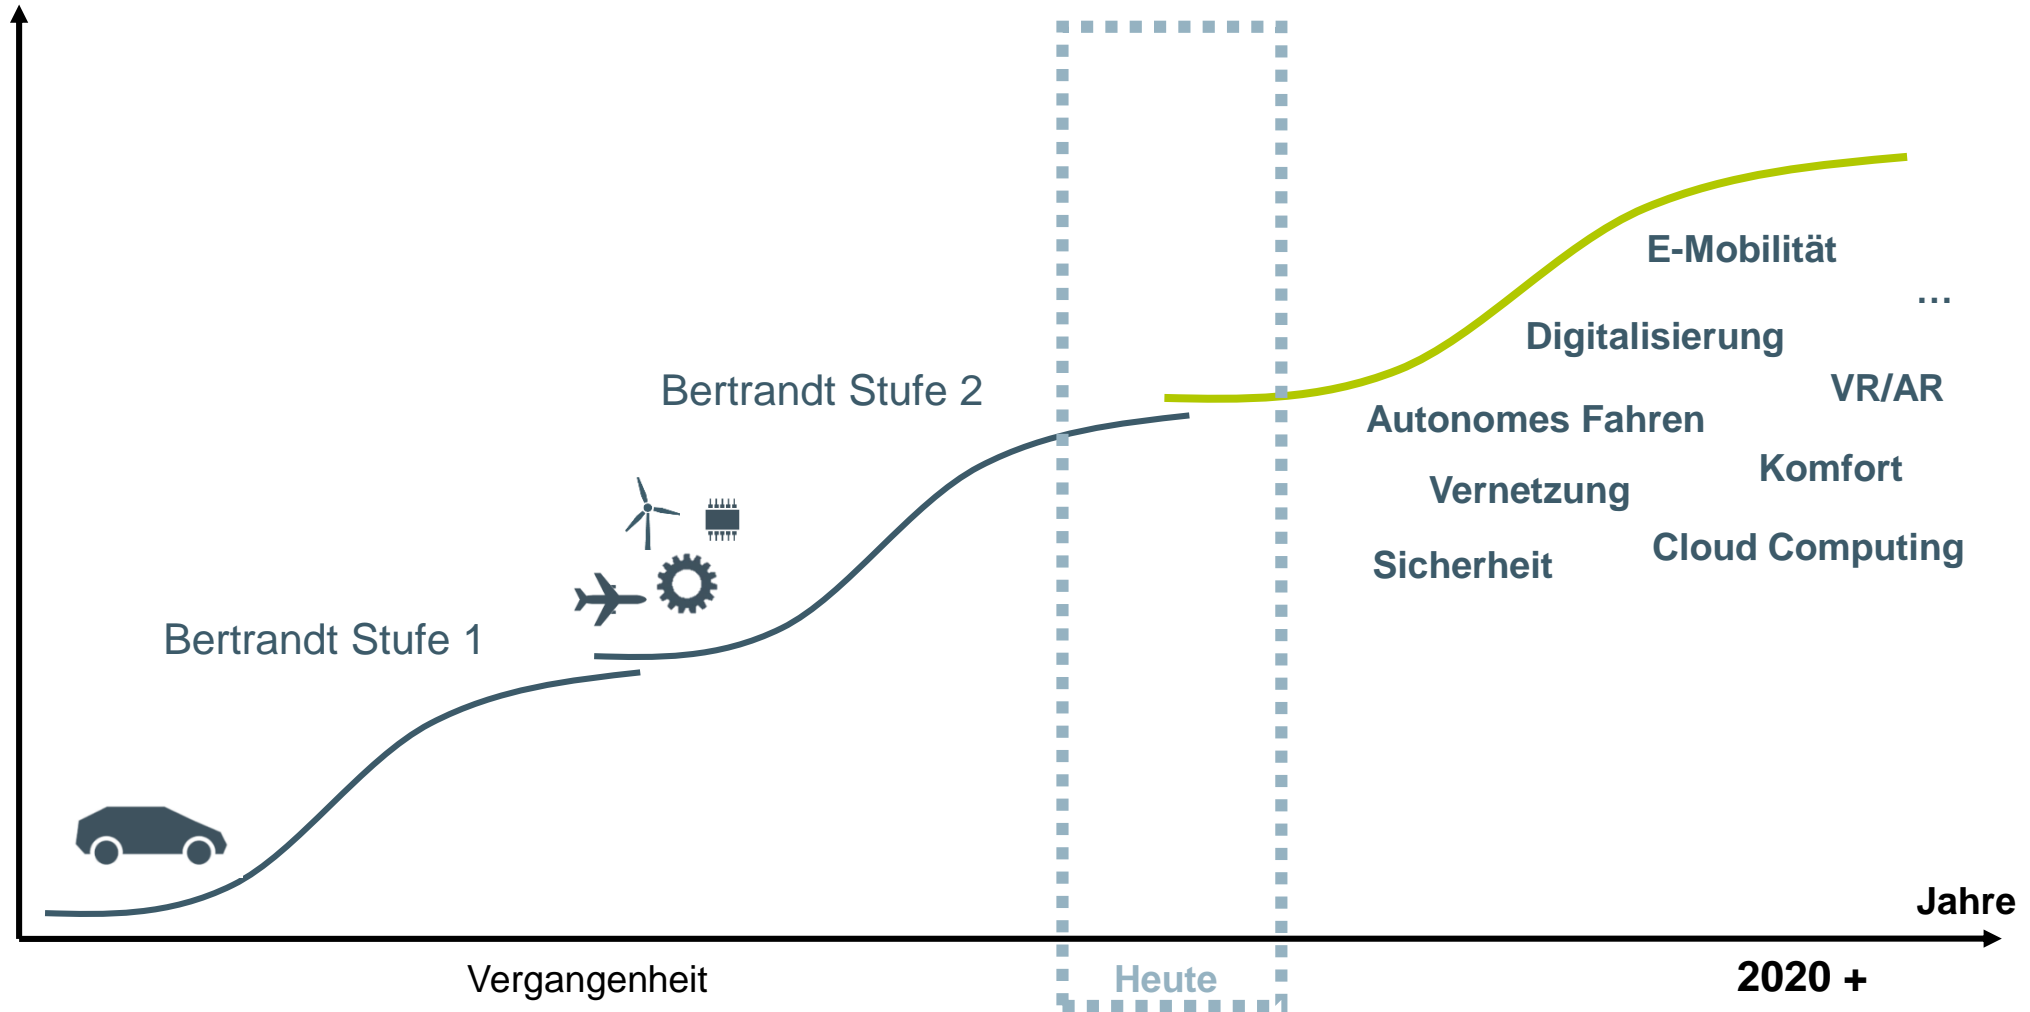 E-Mobilität
…
Digitalisierung
Bertrandt Stufe 2
VR/AR
Autonomes Fahren
Komfort
Vernetzung
Cloud Computing
Sicherheit
Bertrandt Stufe 1
Jahre
Vergangenheit
Heute
2020 +